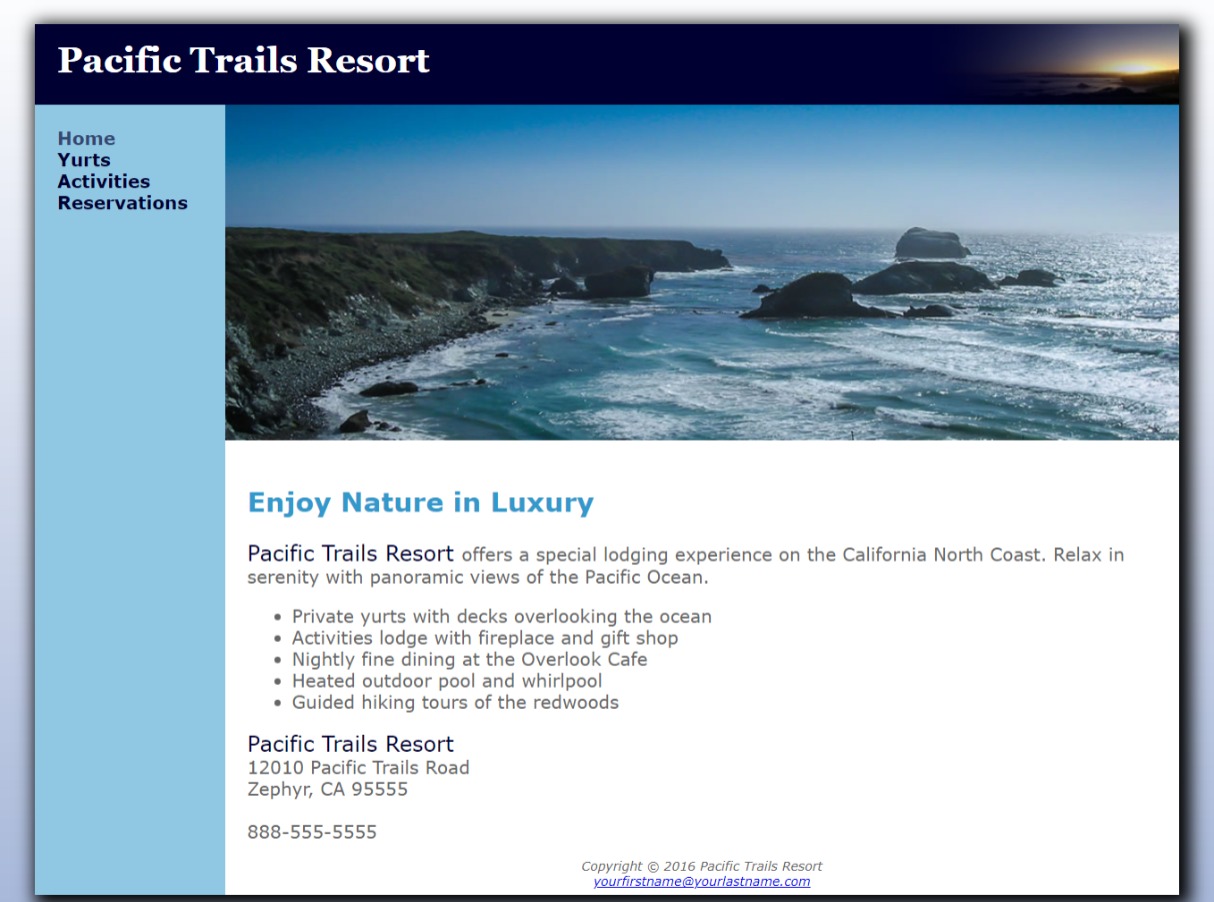 Pacific Trails Resort
Home
Yurts
Activities
Reservations
Enjoy Nature in Luxury
Pacific Trails Resort offers a special lodging experience on the California North Coast. Relax in
serenity with panoramic views of the Pacific Ocean.
• Private yurts with decks overlooking the ocean
• Activities lodge with fireplace and gift shop
• Nightly fine dining at the Overlook Cafe
• Heated outdoor pool and whirlpool
• Guided hiking tours of the redwoods
Pacific Trails Resort
12010 Pacific Trails Road
Zephyr, CA 95555
888-555-5555
Copyright © 2016 Pacific Trails Resort
yourfirstname@yourlastname.com